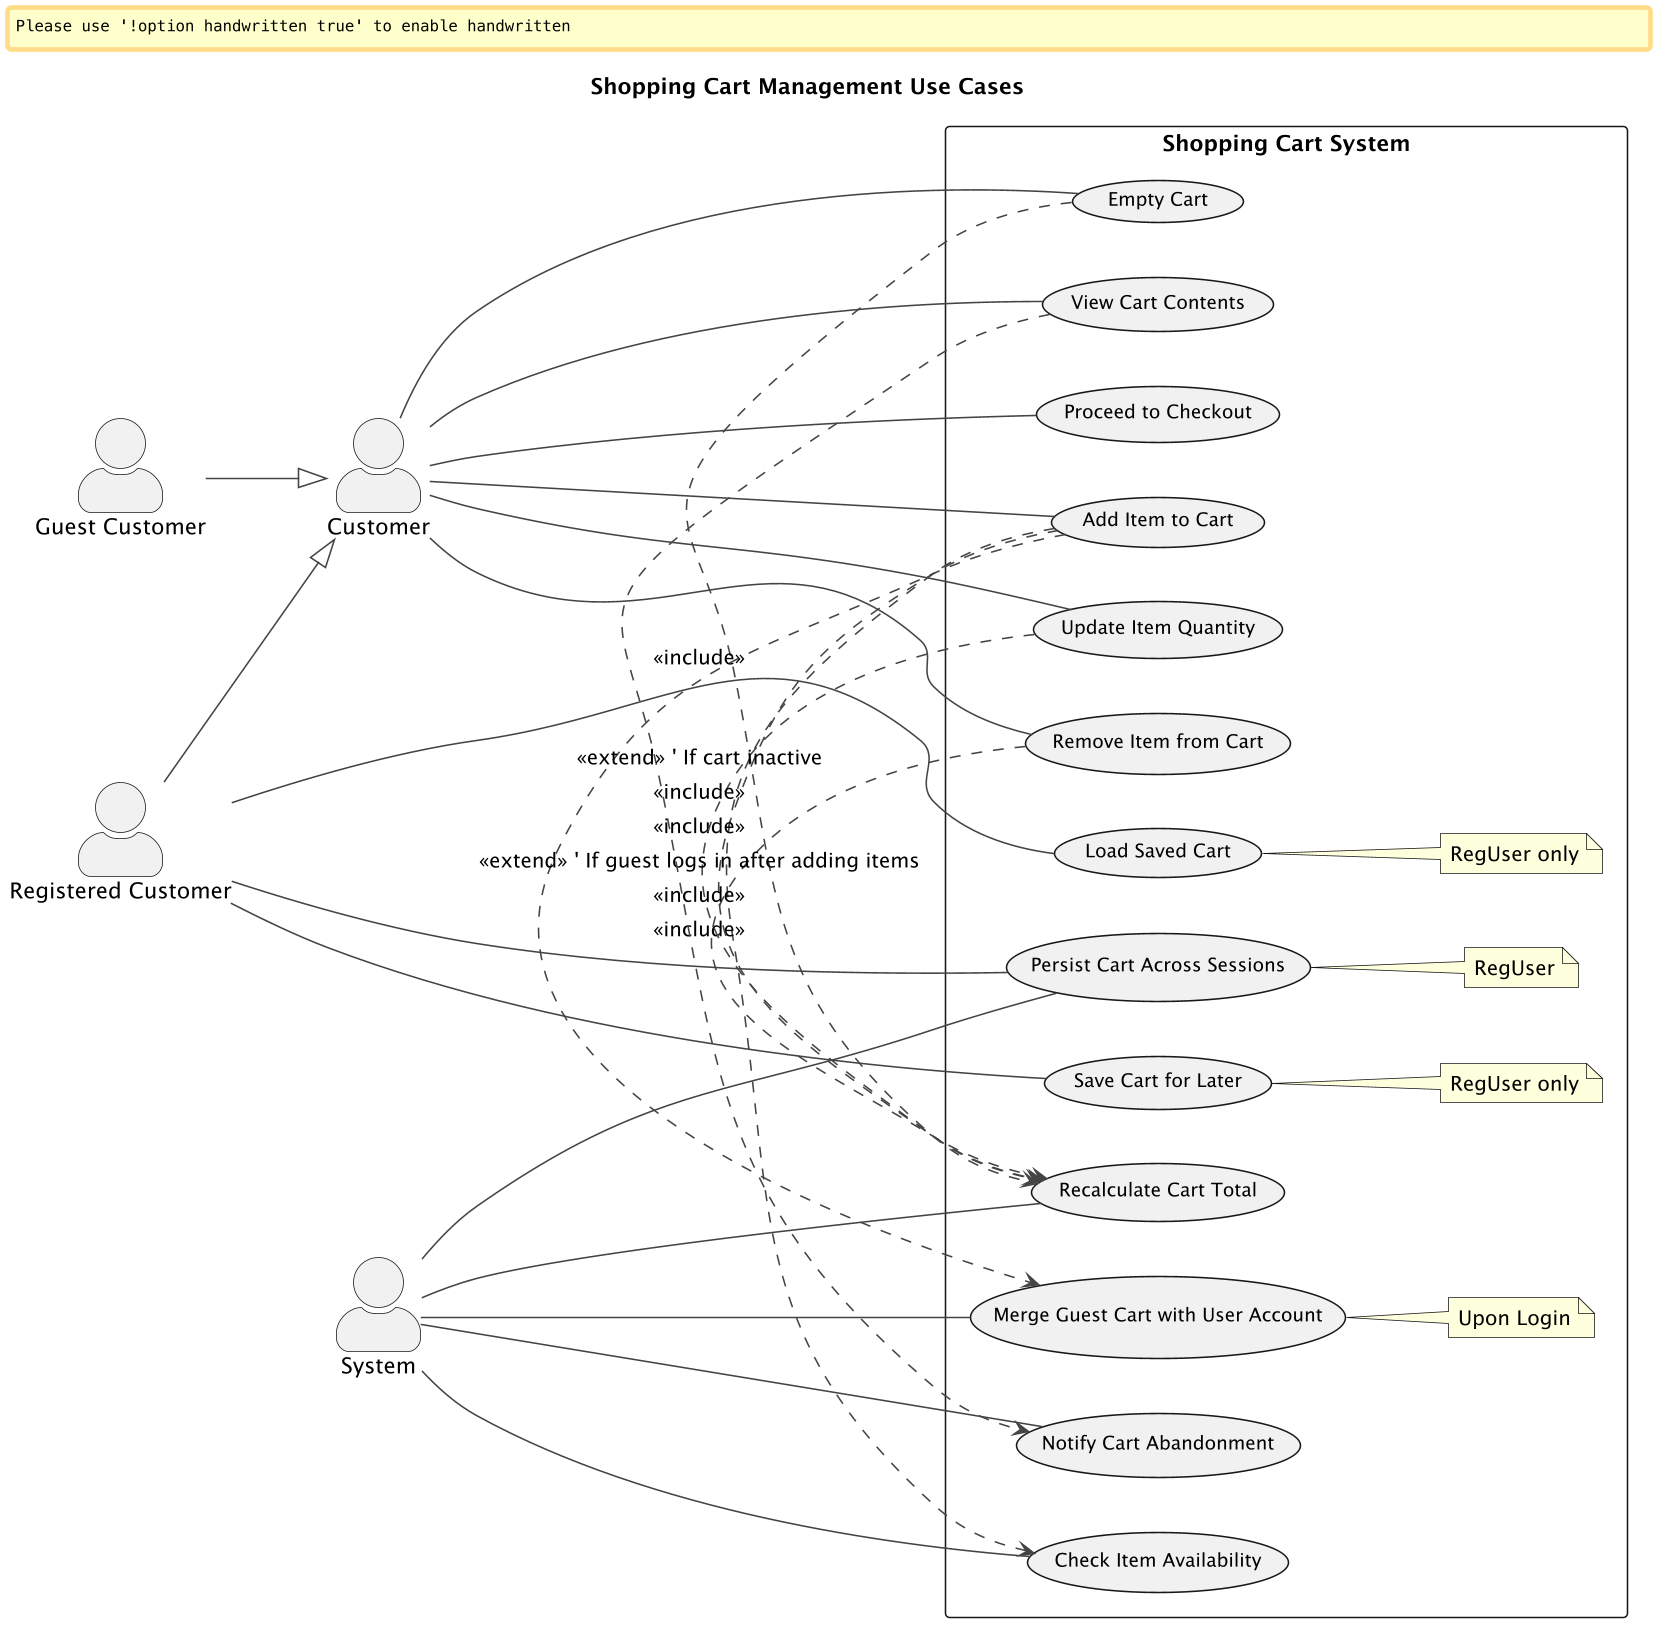 Please use '!option handwritten true' to enable handwritten
Shopping Cart Management Use Cases
Shopping Cart System
Empty Cart
View Cart Contents
Proceed to Checkout
Guest Customer
Customer
Add Item to Cart
Update Item Quantity
«include»
Remove Item from Cart
«extend» ' If cart inactive
«include»
«include»
Load Saved Cart
RegUser only
«extend» ' If guest logs in after adding items
Registered Customer
«include»
«include»
Persist Cart Across Sessions
RegUser
Save Cart for Later
RegUser only
Recalculate Cart Total
Merge Guest Cart with User Account
Upon Login
System
Notify Cart Abandonment
Check Item Availability